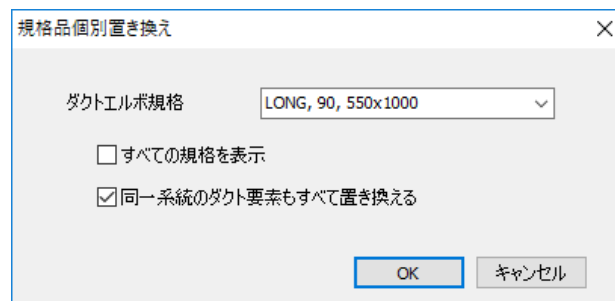 規格品個別置き換え
ダクトエルボ規格 LONG, 90, 550x1000
すべての規格を表示
同一系統のダクト要素もすべて置き換える
OK キャンセル